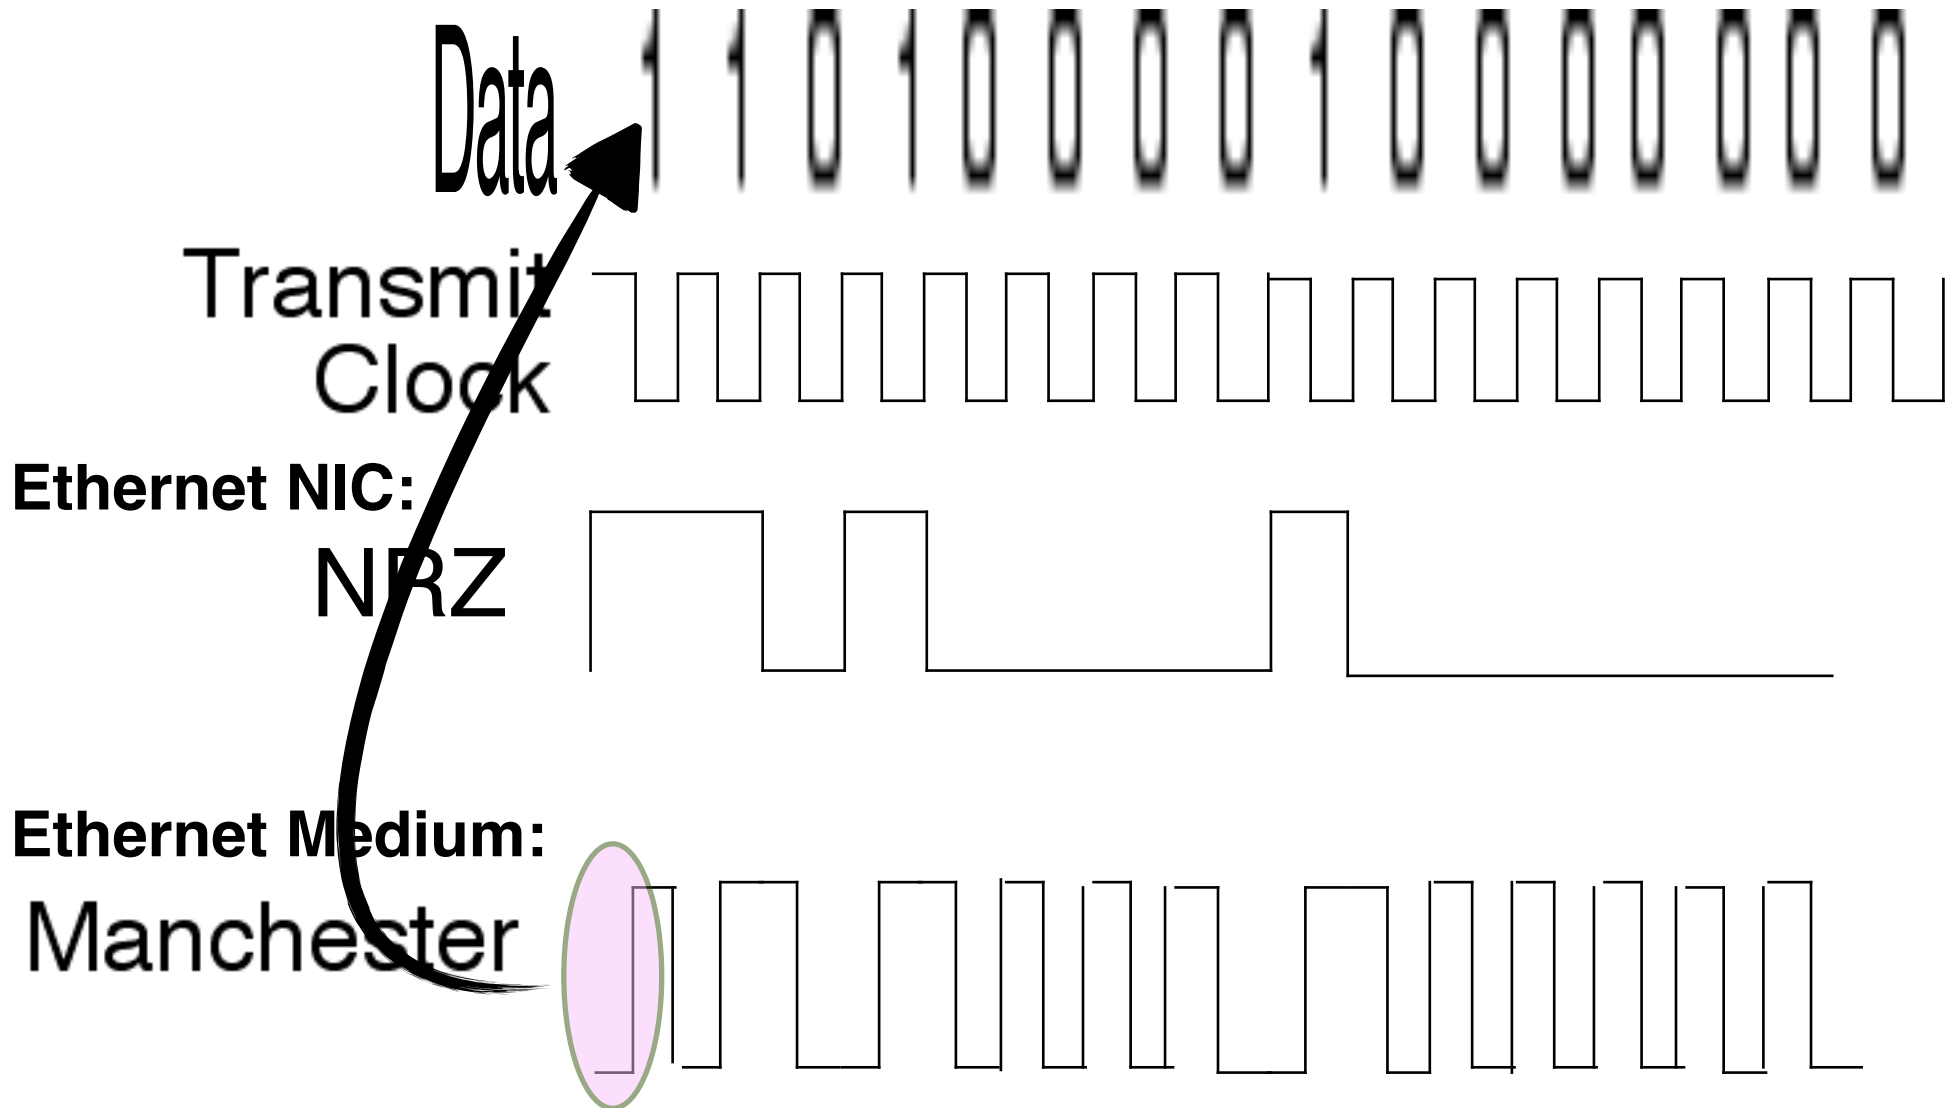 Data 1 1 0 1 0 0 0 0 1 0 0 0 0 0 0 0
Transmit
Clock
Ethernet NIC:
NRZ
Ethernet Medium:
Manchester